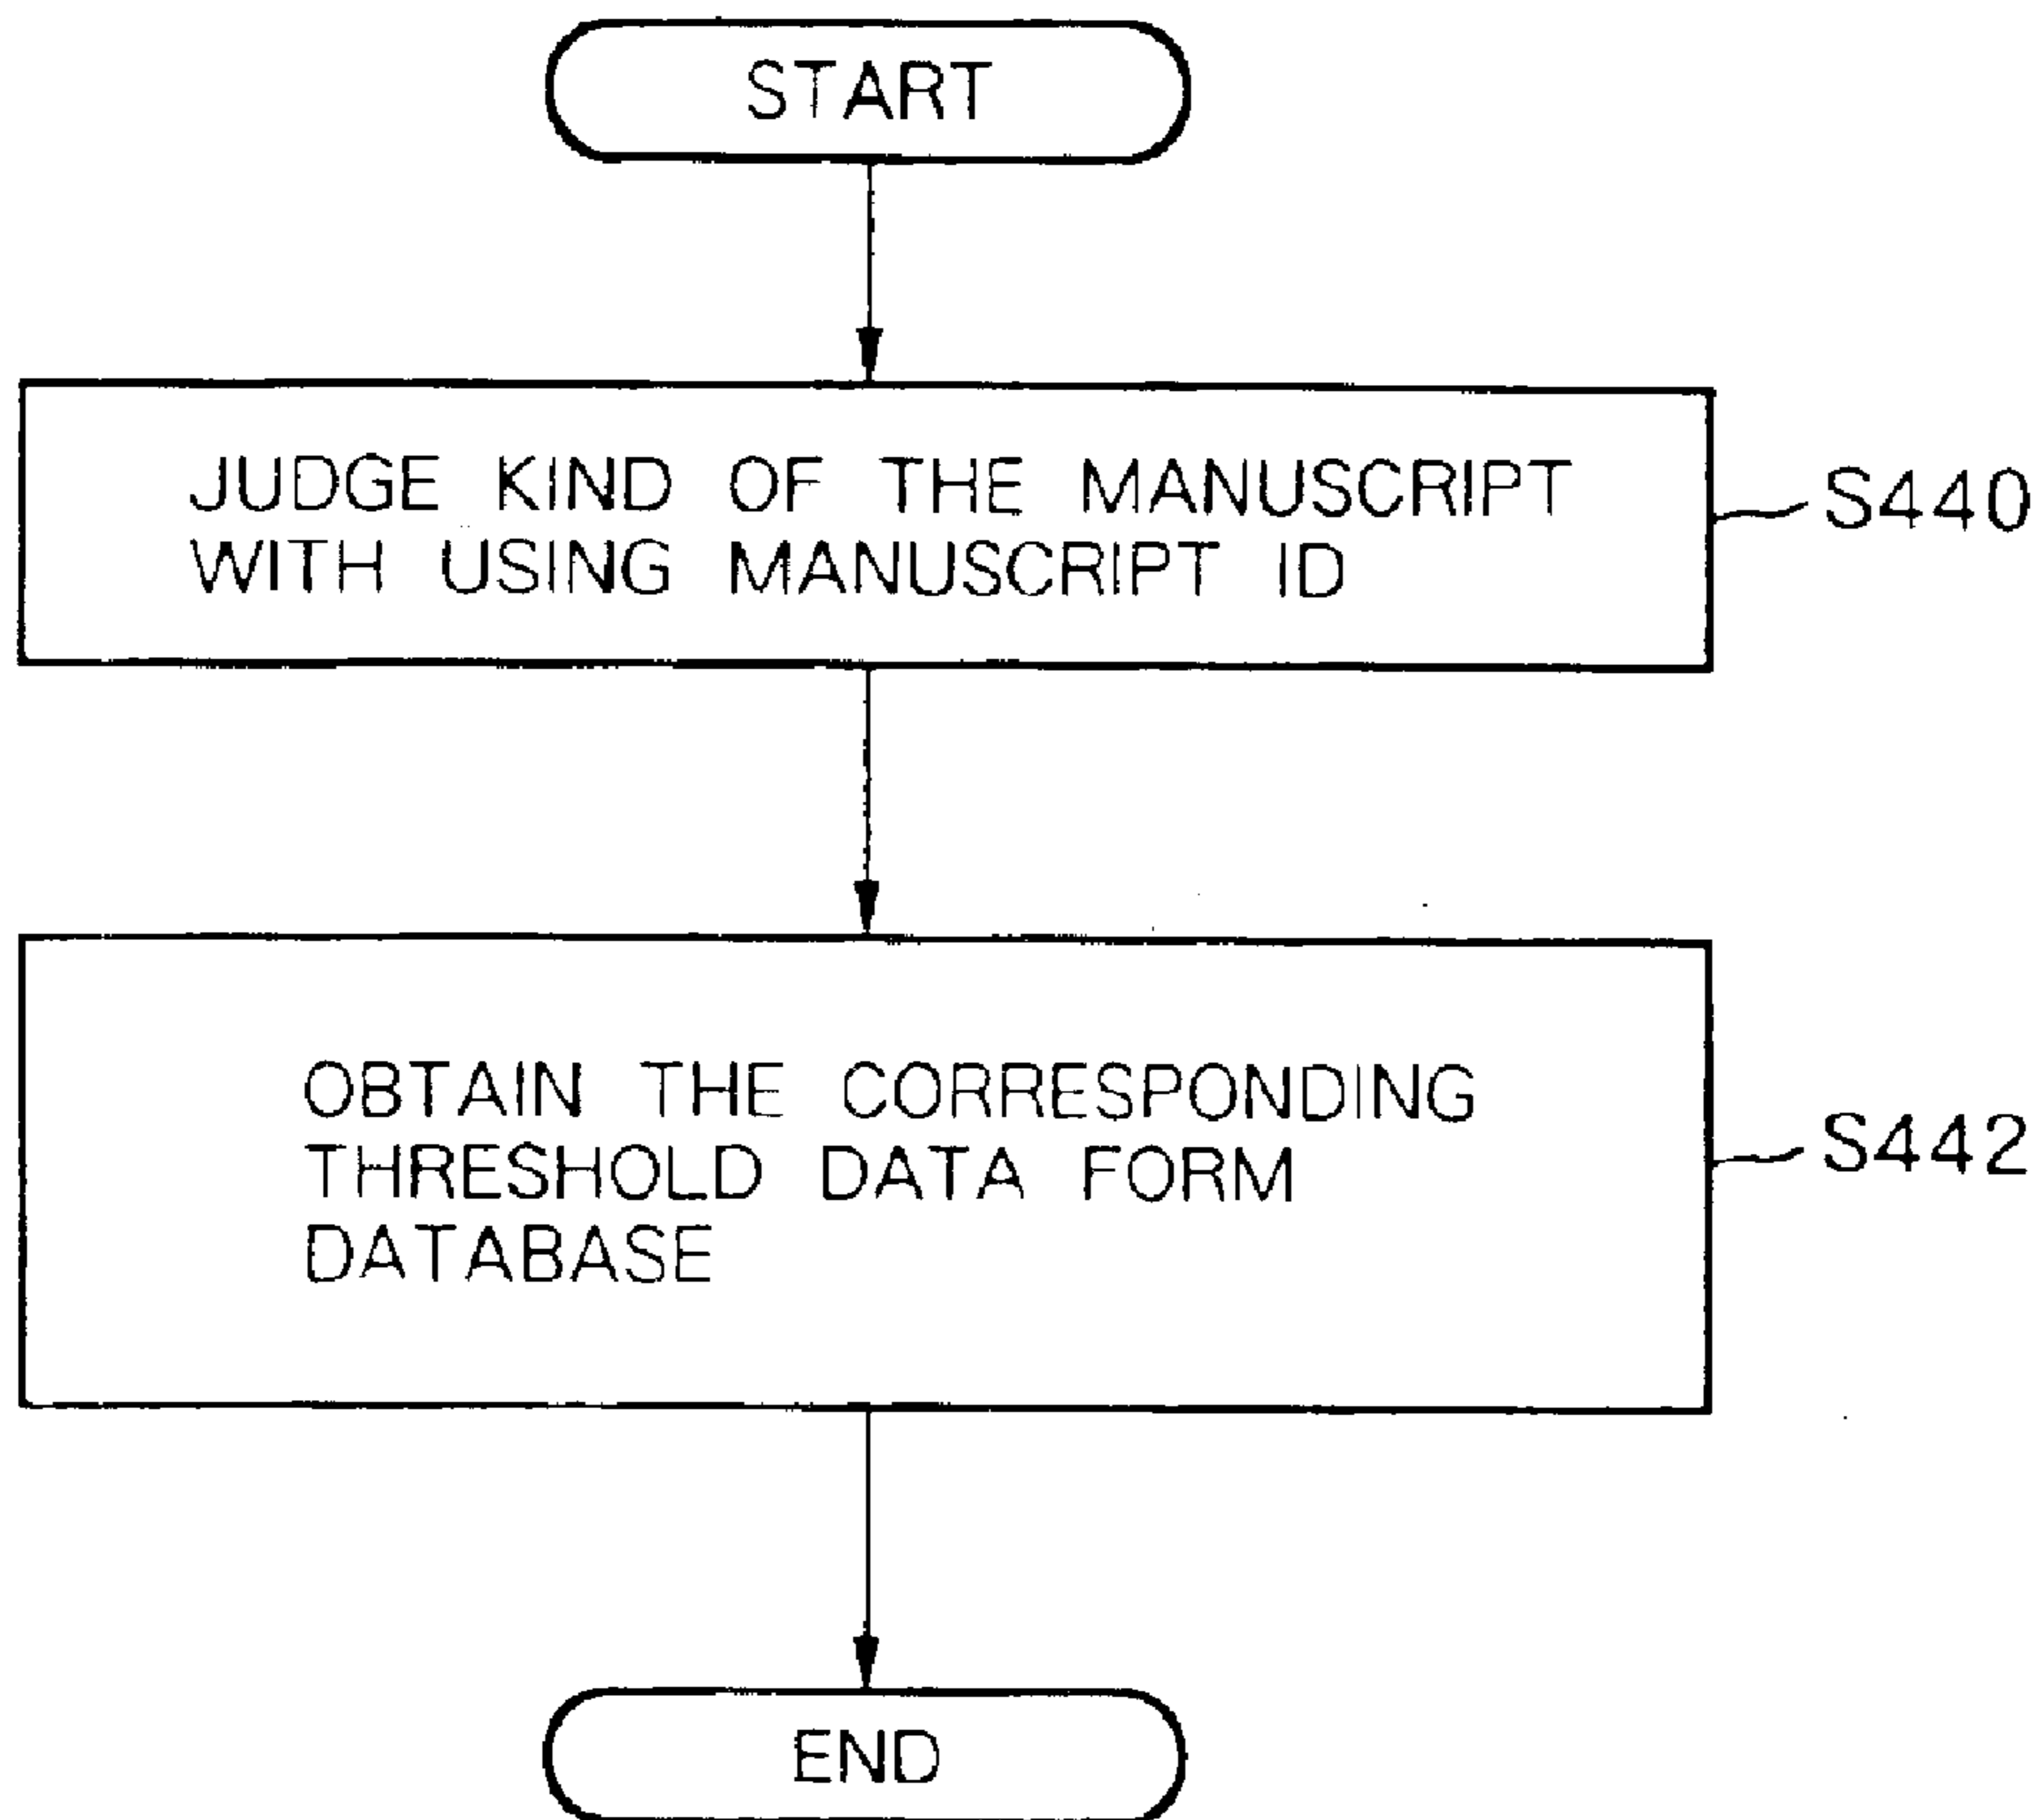 START
JUDGE KIND OF THE MANUSCRIPT
WITH USING MANUSCRIPT ID
S440
OBTAIN THE CORRESPONDING
THRESHOLD DATA FORM
DATABASE
S442
END